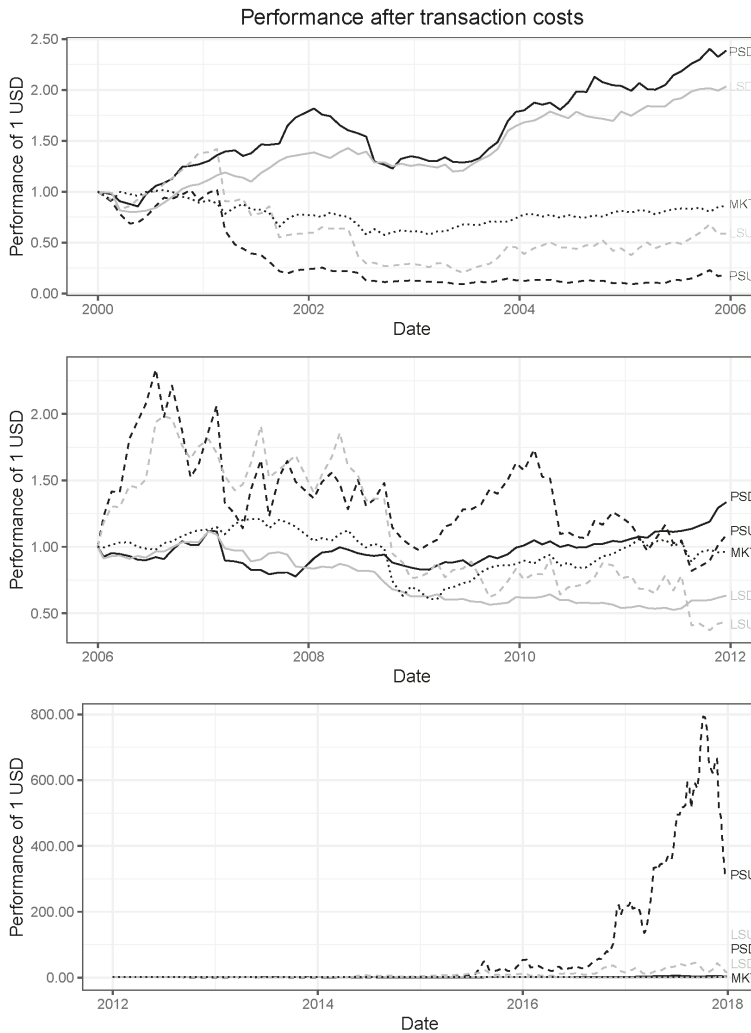 Performance after transaction costs
Performance of 1 USD
2.50
2.00
1.50
1.00
0.50
0.00
PSD
LSD
MKT
LSU
PSU
2000
2002
2004
2006
Date
Performance of 1 USD
2.00
1.50
1.00
0.50
PSD
PSU
MKT
LSD
LSU
2006
2008
2010
2012
Date
Performance of 1 USD
800.00
600.00
400.00
200.00
0.00
PSU
LSU
PSD
LSD
MKT
2012
2014
2016
2018
Date